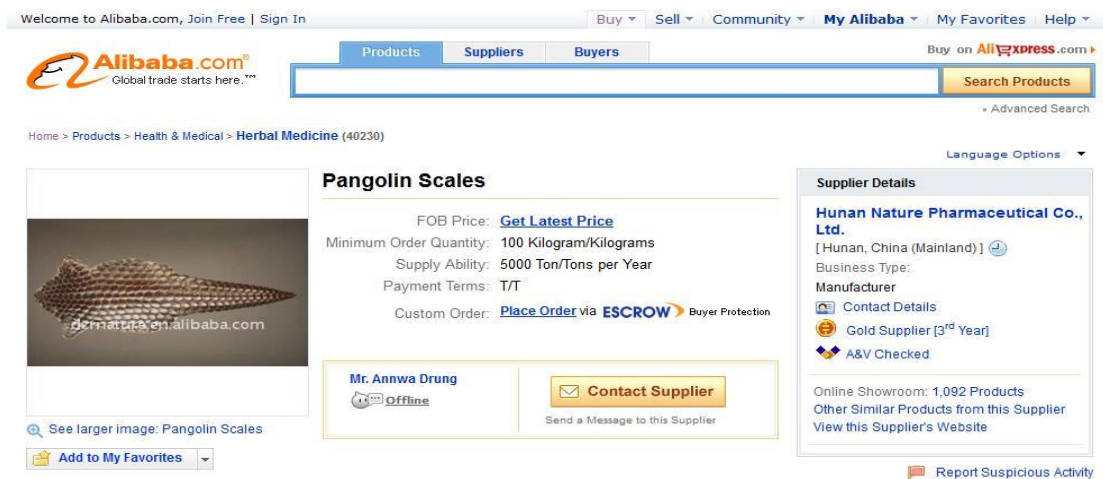 Welcome to Alibaba.com, Join Free | Sign In
Buy Sell Community My Alibaba My Favorites Help
Alibaba.com®
Global trade starts here.™
Products Suppliers Buyers
Buy on AliExpress.com
Search Products
Advanced Search
Home > Products > Health & Medical > Herbal Medicine (40230)
Language Options
Pangolin Scales
FOB Price: Get Latest Price
Minimum Order Quantity: 100 Kilogram/Kilograms
Supply Ability: 5000 Ton/Tons per Year
Payment Terms: T/T
Custom Order: Place Order via ESCROW Buyer Protection
Mr. Annwa Drung
Offline
Contact Supplier
Send a Message to this Supplier
See larger image: Pangolin Scales
Add to My Favorites
Supplier Details
Hunan Nature Pharmaceutical Co.,
Ltd.
[ Hunan, China (Mainland) ]
Business Type:
Manufacturer
Contact Details
Gold Supplier [3rd Year]
A&V Checked
Online Showroom: 1,092 Products
Other Similar Products from this Supplier
View this Supplier's Website
Report Suspicious Activity